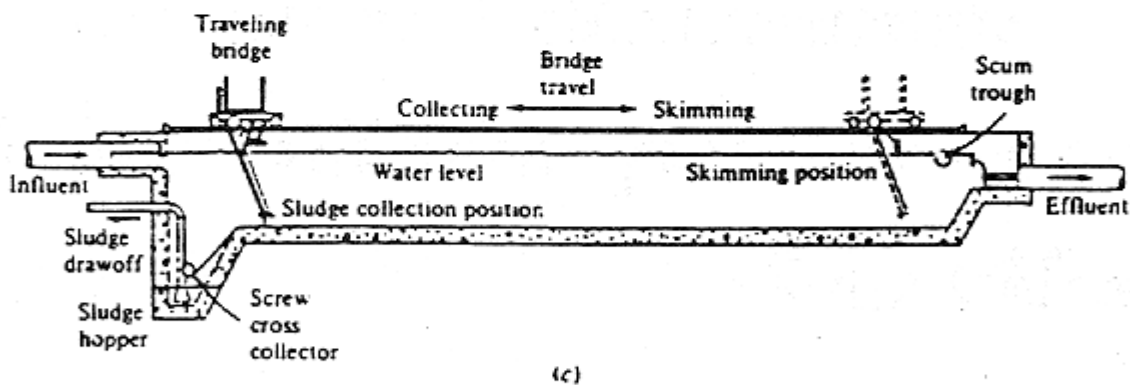 Traveling
bridge
Bridge
travel
Scum
trough
Collecting
Skimming
Influent
Water level
Skimming position
Effluent
Sludge collection position
Sludge
drawoff
Sludge
hopper
Screw
cross
collector
(c)